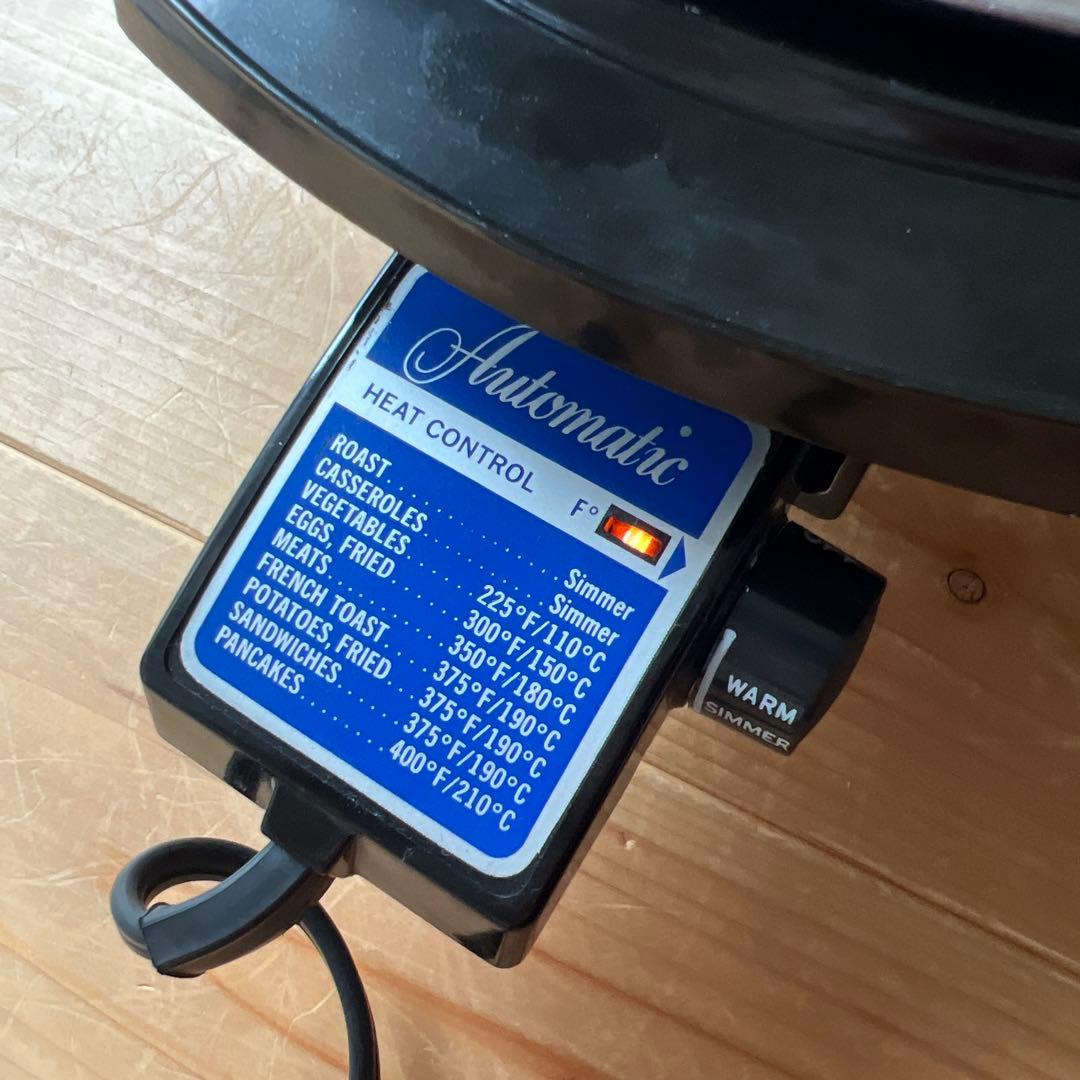 Automatic
HEAT CONTROL F°
ROAST Simmer
CASSEROLES Simmer
VEGETABLES 225°F/110°C
EGGS, FRIED 300°F/150°C
MEATS 350°F/180°C
FRENCH TOAST 375°F/190°C
POTATOES, FRIED 375°F/190°C
SANDWICHES 375°F/190°C
PANCAKES 400°F/210°C
WARM
SIMMER